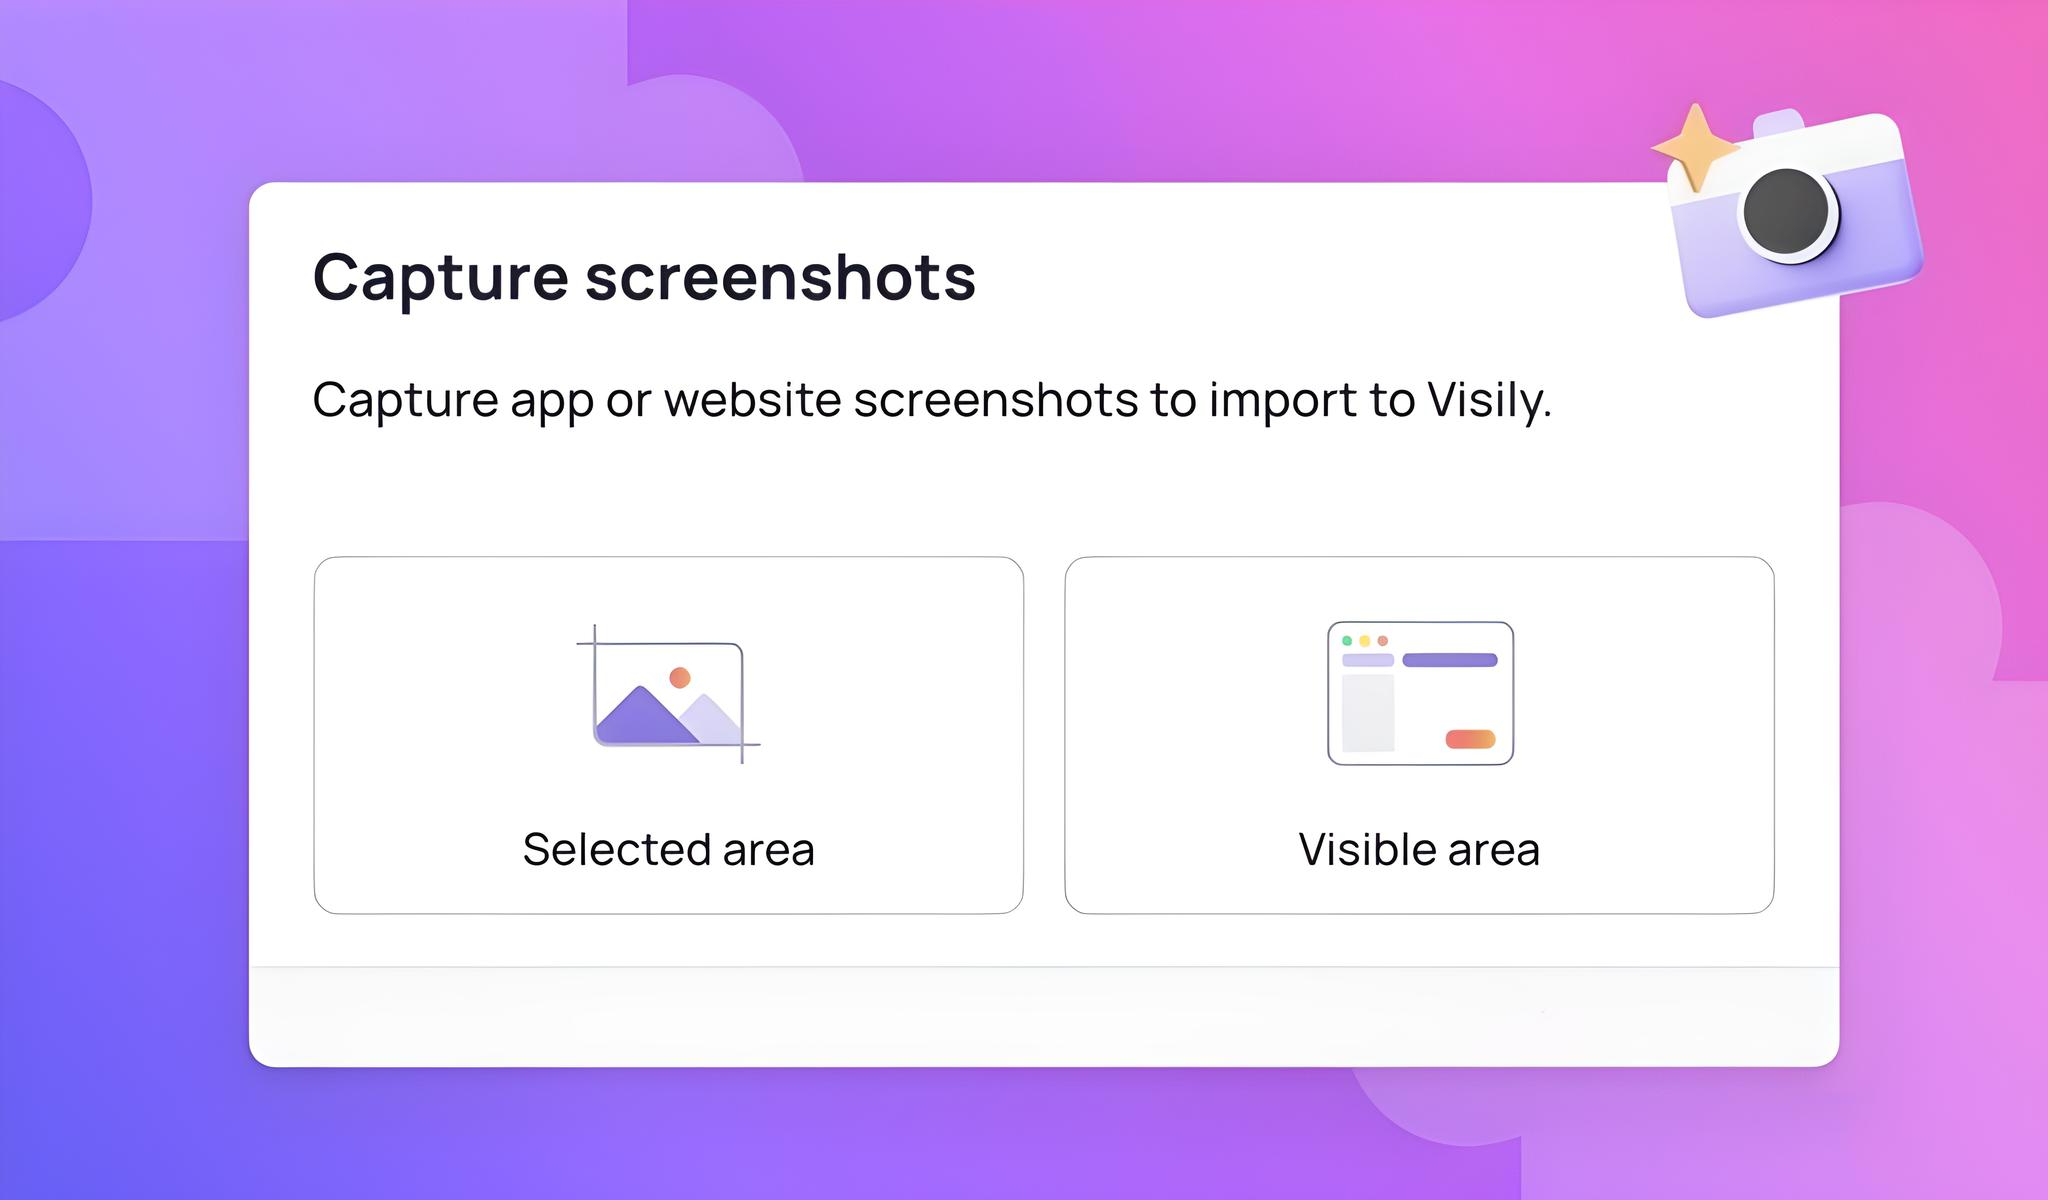 Capture screenshots
Capture app or website screenshots to import to Visily.
Selected area
Visible area